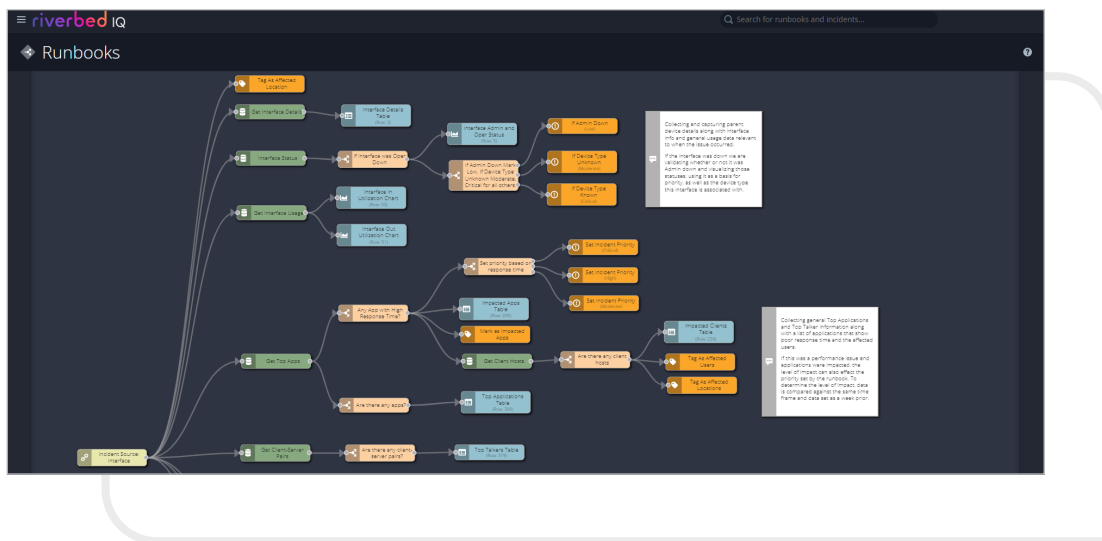 riverbed IQ
Search for runbooks and incidents...
Runbooks
Tag As Affected
Location
Get Interface Details
Interface Details
Table
Interface Status
If Interface was Oper
Down
Interface Admin and
Oper Status
If Admin Down Mark
Low, If Device Type
Unknown Moderate,
Critical for all others
If Admin Down
(Low)
If Device Type
Unknown
(Moderate)
If Device Type
Known
(Critical)
Get Interface Usage
Interface In
Utilization Chart
Interface Out
Utilization Chart
Collecting and capturing parent
device details along with interface
info and general usage data relevant
to when the issue occurred.
If the interface was down we are
validating whether or not it was
Admin down and visualizing those
statuses, using it as a basis for
priority, as well as the device type
this interface is associated with.
Get Top Apps
Any App with High
Response Time?
Set priority based on
response time
Set Incident Priority
(Critical)
Set Incident Priority
(High)
Set Incident Priority
(Moderate)
Impacted Apps
Table
Mark as Impacted
Apps
Get Client Hosts
Are there any client
hosts
Impacted Clients
Table
Tag As Affected
Users
Tag As Affected
Locations
Are there any apps?
Top Applications
Table
Collecting general Top Applications
and Top Talker information along
with a list of applications that show
poor response time and the affected
users.
If this was a performance issue and
applications were impacted, the
level of impact can also effect the
priority set by the runbook. To
determine the level of impact, data
is compared against the same time
frame and data set as a week prior.
Incident Source:
Interface
Get Client-Server
Pairs
Are there any client-
server pairs?
Top Talkers Table